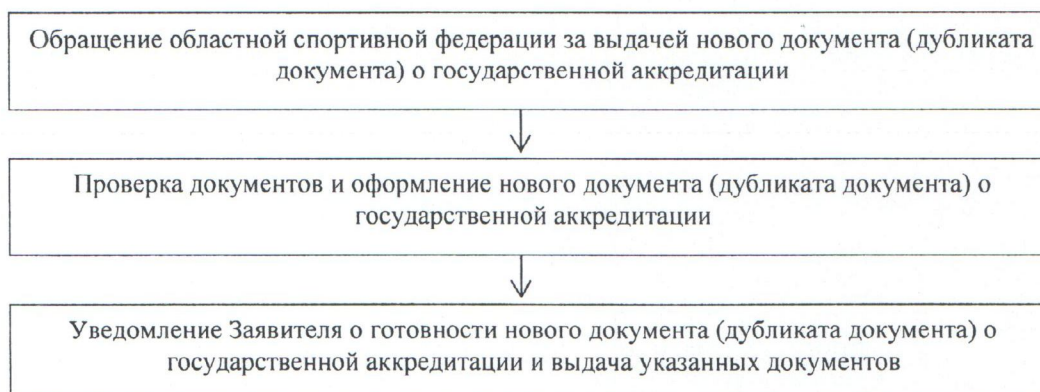 Обращение областной спортивной федерации за выдачей нового документа (дубликата
документа) о государственной аккредитации
Проверка документов и оформление нового документа (дубликата документа) о
государственной аккредитации
Уведомление Заявителя о готовности нового документа (дубликата документа) о
государственной аккредитации и выдача указанных документов